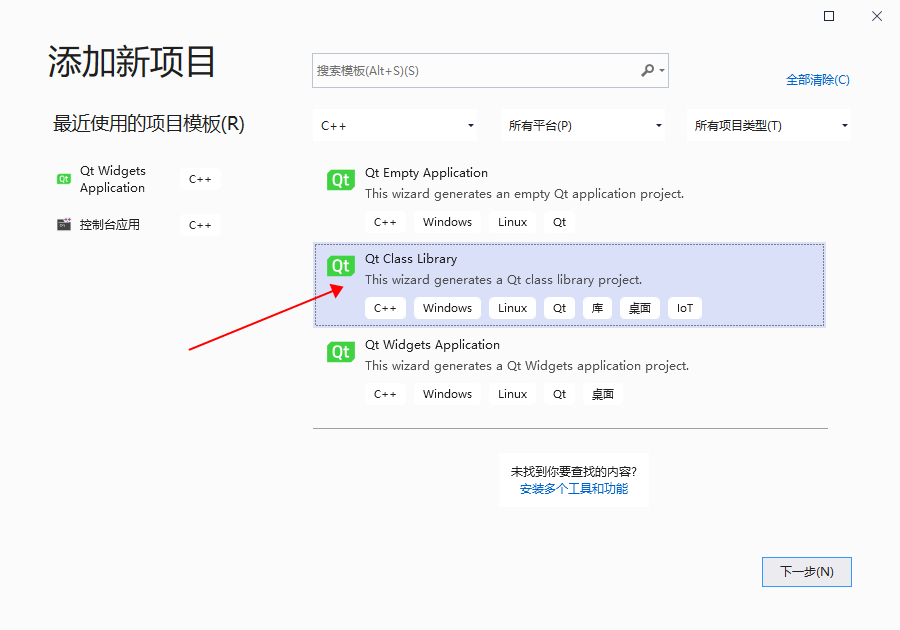 添加新项目
搜索模板(Alt+S)(S)
全部清除(C)
最近使用的项目模板(R)
C++
所有平台(P)
所有项目类型(T)
Qt Widgets
Application
C++
控制台应用
C++
Qt
Qt
Qt Empty Application
This wizard generates an empty Qt application project.
C++ Windows Linux Qt
Qt
Qt Class Library
This wizard generates a Qt class library project.
C++ Windows Linux Qt 库 桌面 IoT
Qt
Qt Widgets Application
This wizard generates a Qt Widgets application project.
C++ Windows Linux Qt 桌面
未找到你要查找的内容?
安装多个工具和功能
下一步(N)